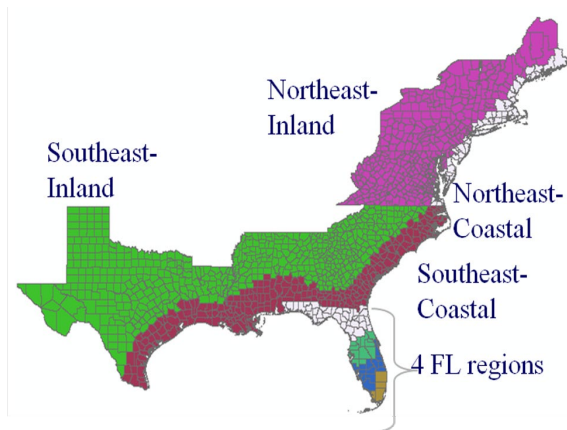 Northeast-
Inland
Southeast-
Inland
Northeast-
Coastal
Southeast-
Coastal
4 FL regions